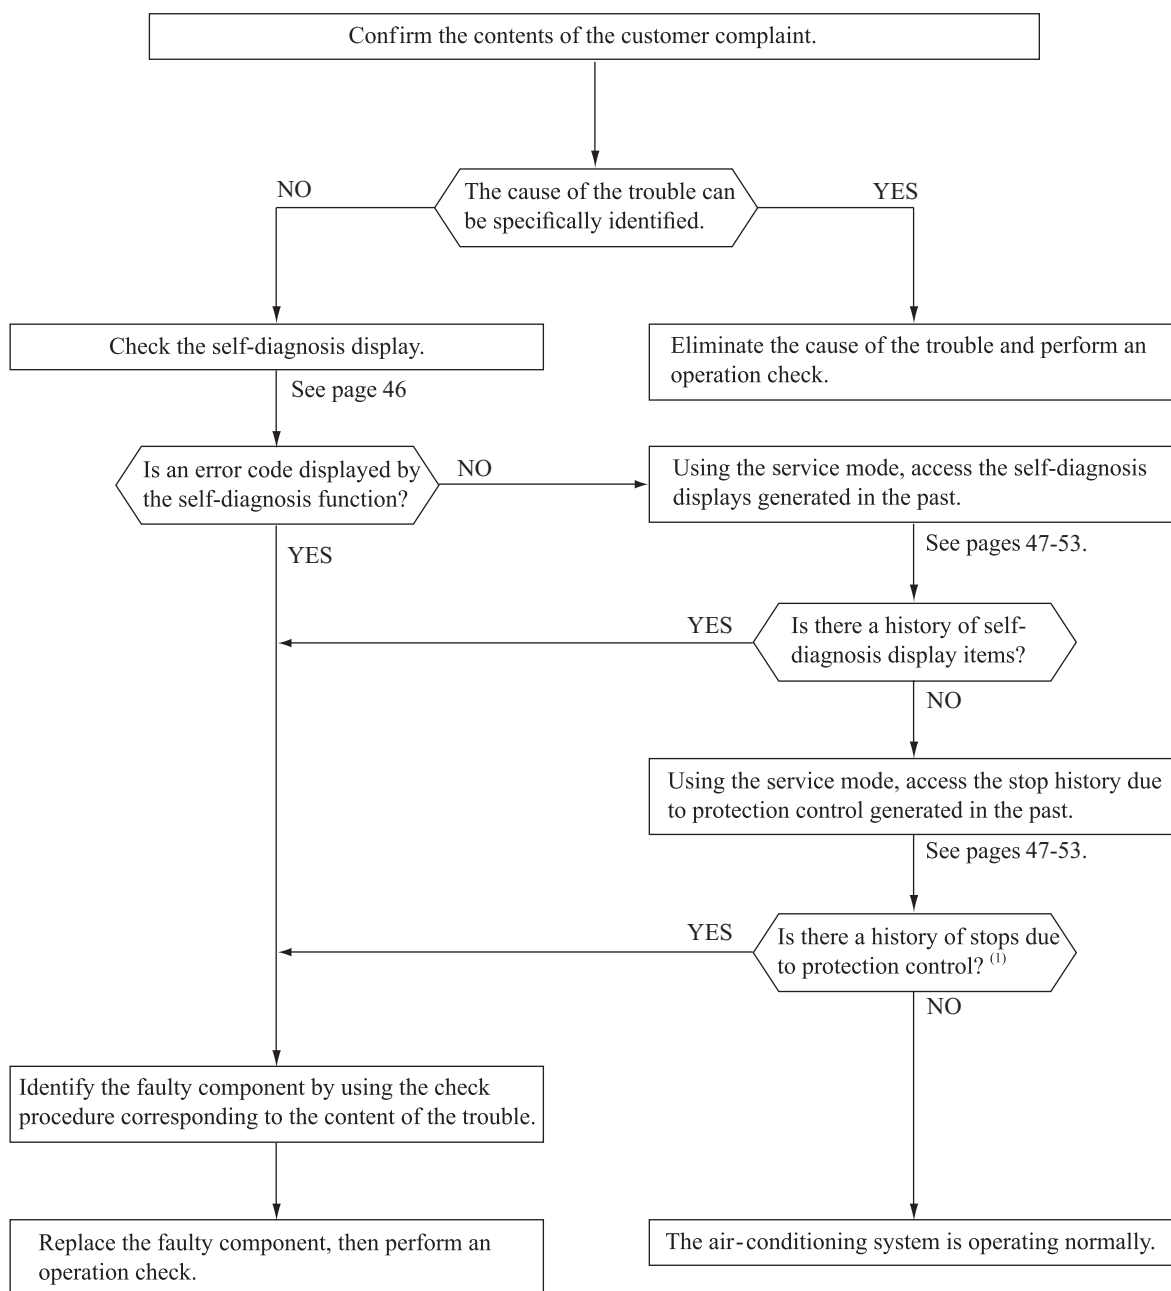 Confirm the contents of the customer complaint.
NO
The cause of the trouble can
be specifically identified.
YES
Check the self-diagnosis display.
See page 46
Eliminate the cause of the trouble and perform an
operation check.
Is an error code displayed by
the self-diagnosis function?
NO
YES
Using the service mode, access the self-diagnosis
displays generated in the past.
See pages 47-53.
YES
Is there a history of self-
diagnosis display items?
NO
Using the service mode, access the stop history due
to protection control generated in the past.
See pages 47-53.
YES
Is there a history of stops due
to protection control? (1)
NO
Identify the faulty component by using the check
procedure corresponding to the content of the trouble.
Replace the faulty component, then perform an
operation check.
The air-conditioning system is operating normally.